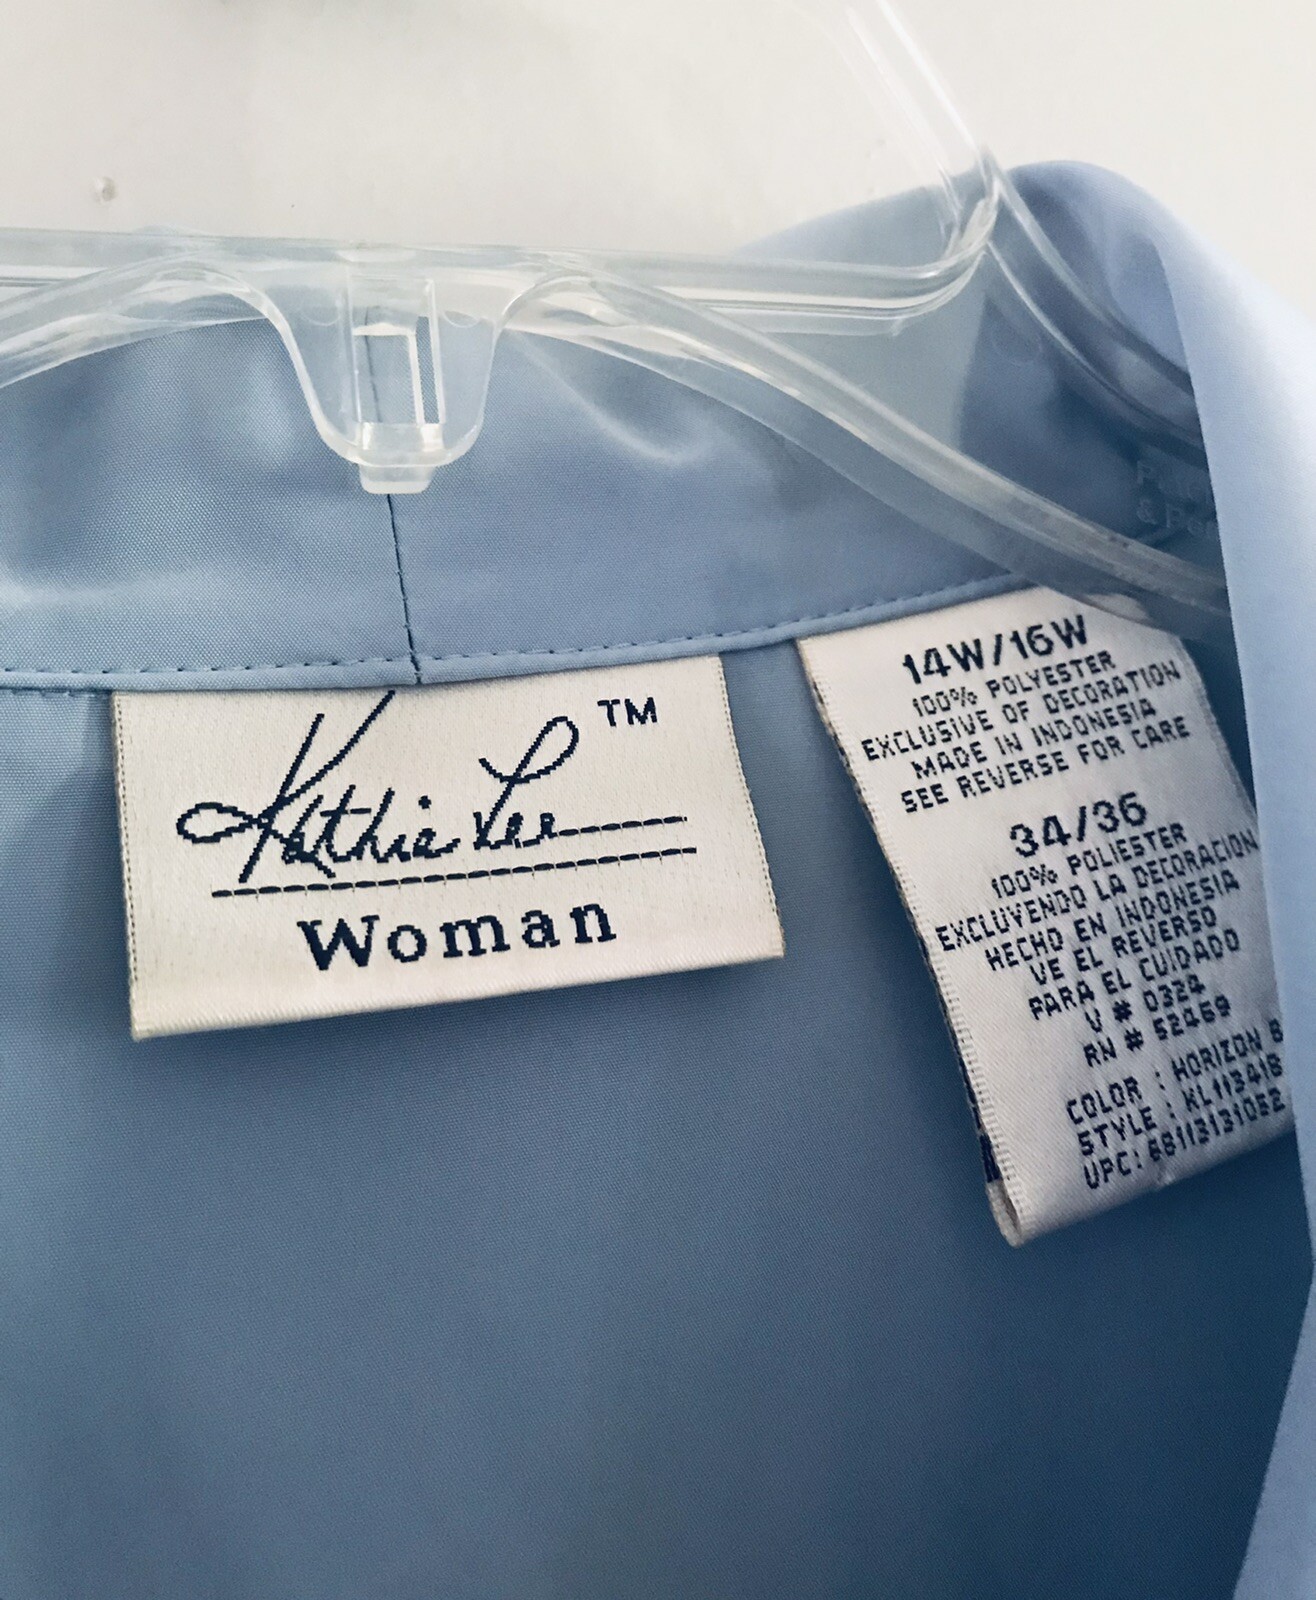 Kathie Lee TM
Woman
14W/16W
100% POLYESTER
EXCLUSIVE OF DECORATION
MADE IN INDONESIA
SEE REVERSE FOR CARE
34/36
100% POLIESTER
EXCLUVENDO LA DECORACION
HECHO EN INDONESIA
VE EL REVERSO
PARA EL CUIDADO
V # 0324
RN # 52469
COLOR : HORIZON B
STYLE : KL113418
UPC: